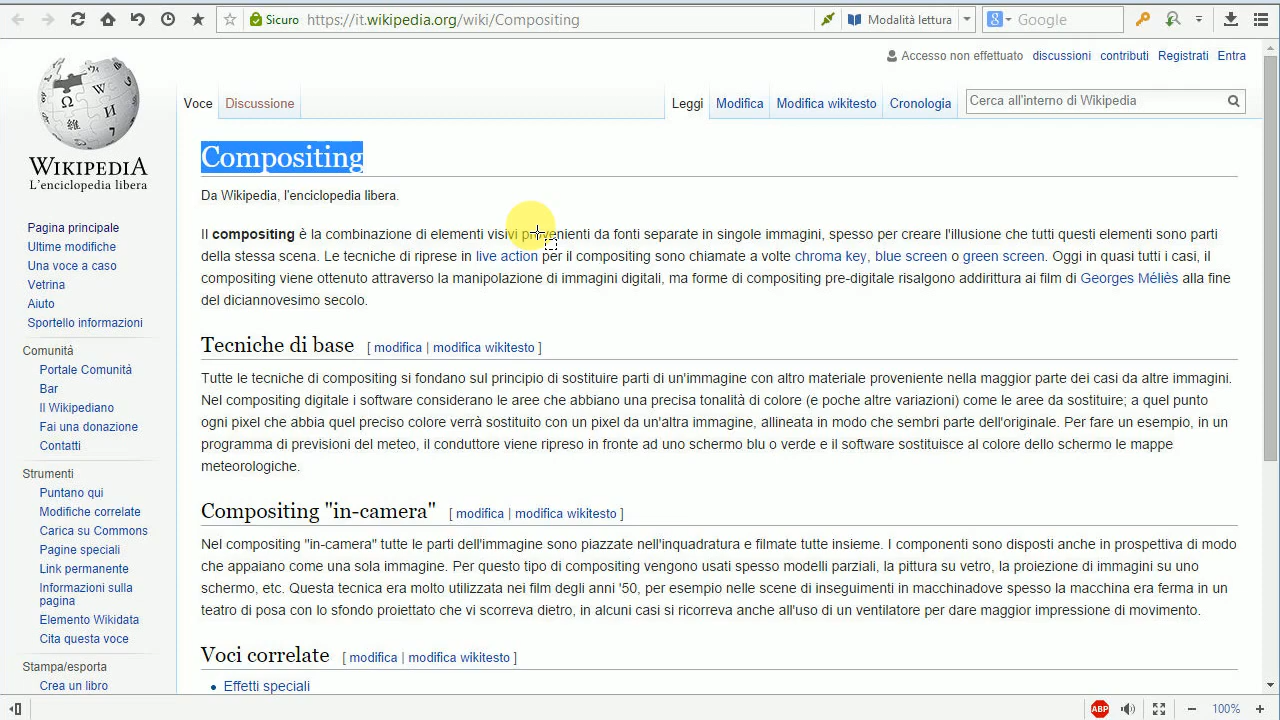 Sicuro https://it.wikipedia.org/wiki/Compositing Modalità lettura Google
Accesso non effettuato discussioni contributi Registrati Entra
Voce Discussione Leggi Modifica Modifica wikitesto Cronologia Cerca all'interno di Wikipedia
WIKIPEDIA
L'enciclopedia libera
Pagina principale
Ultime modifiche
Una voce a caso
Vetrina
Aiuto
Sportello informazioni
Comunità
Portale Comunità
Bar
Il Wikipediano
Fai una donazione
Contatti
Strumenti
Puntano qui
Modifiche correlate
Carica su Commons
Pagine speciali
Link permanente
Informazioni sulla
pagina
Elemento Wikidata
Cita questa voce
Stampa/esporta
Crea un libro
Compositing
Da Wikipedia, l'enciclopedia libera.
Il compositing è la combinazione di elementi visivi provenienti da fonti separate in singole immagini, spesso per creare l'illusione che tutti questi elementi sono parti
della stessa scena. Le tecniche di riprese in live action per il compositing sono chiamate a volte chroma key, blue screen o green screen. Oggi in quasi tutti i casi, il
compositing viene ottenuto attraverso la manipolazione di immagini digitali, ma forme di compositing pre-digitale risalgono addirittura ai film di Georges Méliès alla fine
del diciannovesimo secolo.
Tecniche di base [ modifica | modifica wikitesto ]
Tutte le tecniche di compositing si fondano sul principio di sostituire parti di un'immagine con altro materiale proveniente nella maggior parte dei casi da altre immagini.
Nel compositing digitale i software considerano le aree che abbiano una precisa tonalità di colore (e poche altre variazioni) come le aree da sostituire; a quel punto
ogni pixel che abbia quel preciso colore verrà sostituito con un pixel da un'altra immagine, allineata in modo che sembri parte dell'originale. Per fare un esempio, in un
programma di previsioni del meteo, il conduttore viene ripreso in fronte ad uno schermo blu o verde e il software sostituisce al colore dello schermo le mappe
meteorologiche.
Compositing "in-camera" [ modifica | modifica wikitesto ]
Nel compositing "in-camera" tutte le parti dell'immagine sono piazzate nell'inquadratura e filmate tutte insieme. I componenti sono disposti anche in prospettiva di modo
che appaiano come una sola immagine. Per questo tipo di compositing vengono usati spesso modelli parziali, la pittura su vetro, la proiezione di immagini su uno
schermo, etc. Questa tecnica era molto utilizzata nei film degli anni '50, per esempio nelle scene di inseguimenti in macchinadove spesso la macchina era ferma in un
teatro di posa con lo sfondo proiettato che vi scorreva dietro, in alcuni casi si ricorreva anche all'uso di un ventilatore per dare maggior impressione di movimento.
Voci correlate [ modifica | modifica wikitesto ]
Effetti speciali
ABP 100%